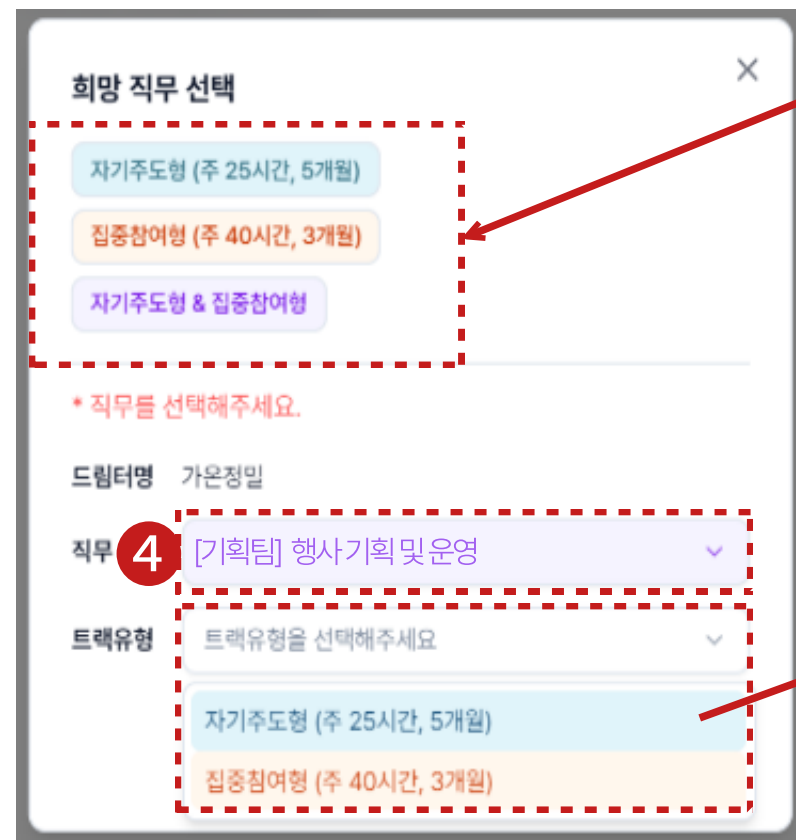 희망 직무 선택
자기주도형 (주 25시간, 5개월)
집중참여형 (주 40시간, 3개월)
자기주도형 & 집중참여형
* 직무를 선택해주세요.
드림터명 가온정밀
직무 4 [기획팀] 행사 기획 및 운영
트랙유형 트랙유형을 선택해주세요
자기주도형 (주 25시간, 5개월)
집중참여형 (주 40시간, 3개월)